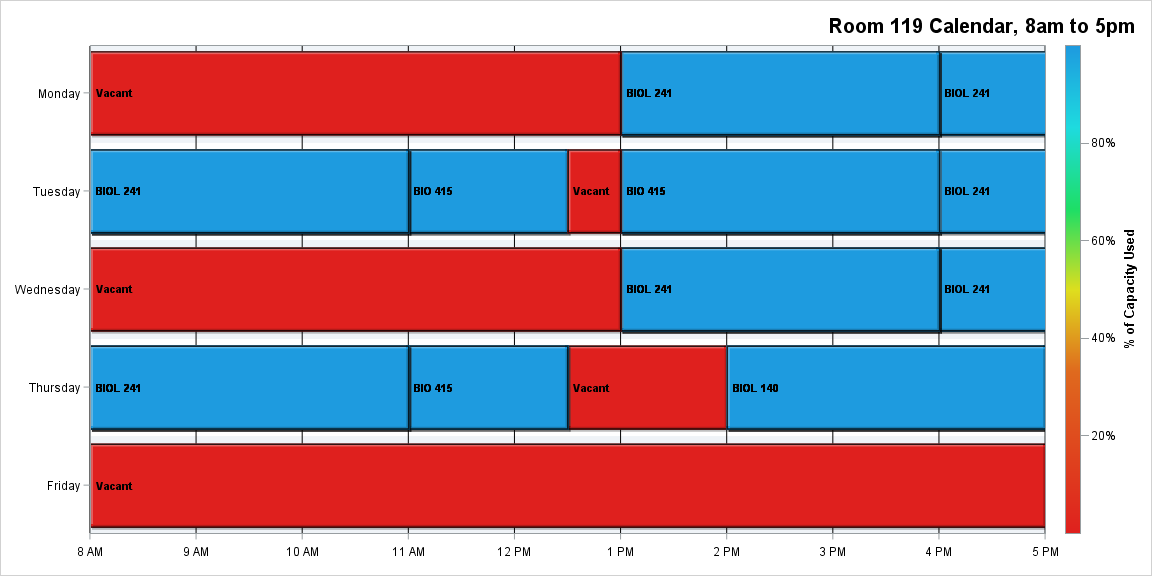 Room 119 Calendar, 8am to 5pm
Monday
Vacant
BIOL 241
BIOL 241
Tuesday
BIOL 241
BIO 415
Vacant
BIO 415
BIOL 241
Wednesday
Vacant
BIOL 241
BIOL 241
Thursday
BIOL 241
BIO 415
Vacant
BIOL 140
Friday
Vacant
8 AM
9 AM
10 AM
11 AM
12 PM
1 PM
2 PM
3 PM
4 PM
5 PM
80%
60%
40%
20%
% of Capacity Used